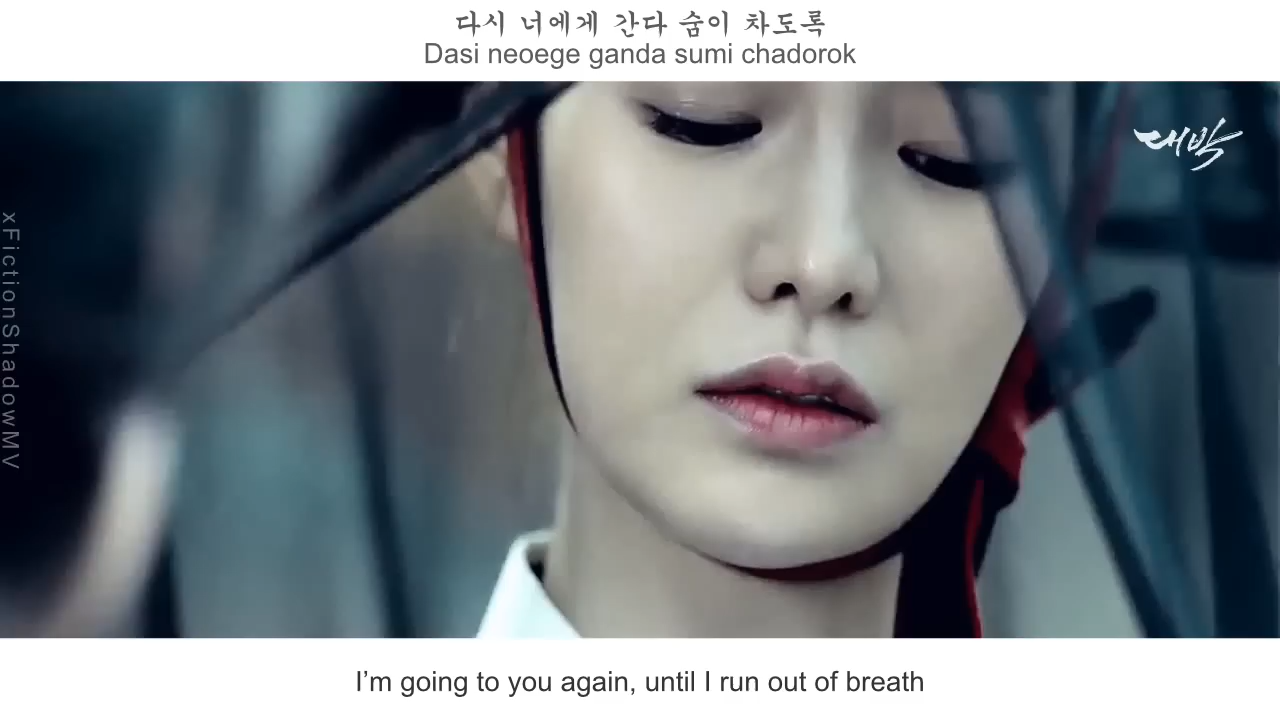 다시 너에게 간다 숨이 차도록
Dasi neoege ganda sumi chadorok
대박
xFictionShadowMV
I'm going to you again, until I run out of breath